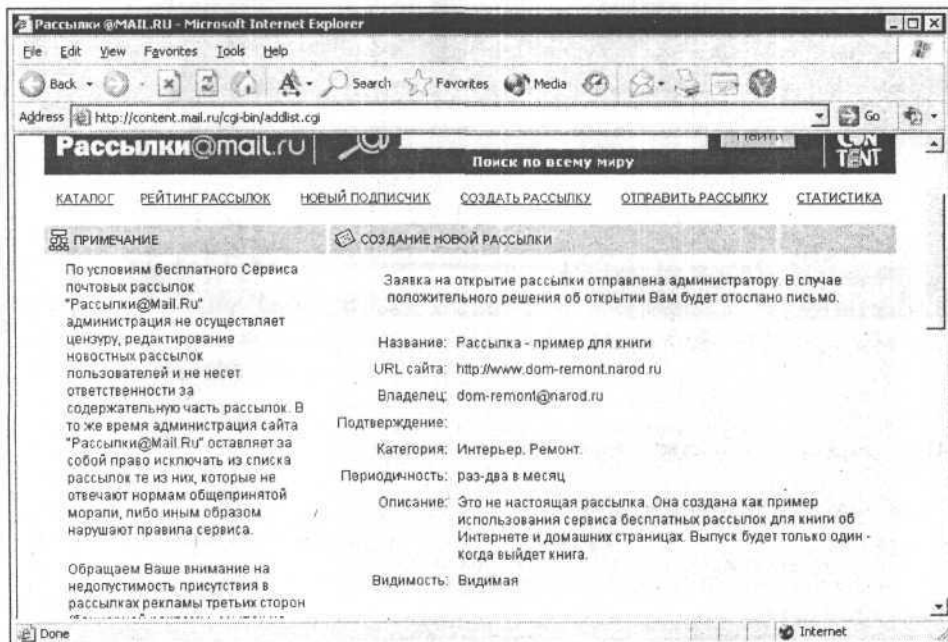 Рассылки @MAIL.RU - Microsoft Internet Explorer
File Edit View Favorites Tools Help
Back Search Favorites Media
Address http://content.mail.ru/cgi-bin/addlist.cgi Go
Рассылки@mail.ru
Найти
Поиск по всему миру
CON
TENT
КАТАЛОГ РЕЙТИНГ РАССЫЛОК НОВЫЙ ПОДПИСЧИК СОЗДАТЬ РАССЫЛКУ ОТПРАВИТЬ РАССЫЛКУ СТАТИСТИКА
ПРИМЕЧАНИЕ
По условиям бесплатного Сервиса
почтовых рассылок
"Рассылки@Mail.Ru"
администрация не осуществляет
цензуру, редактирование
новостных рассылок
пользователей и не несет
ответственности за
содержательную часть рассылок. В
то же время администрация сайта
"Рассылки@Mail.Ru" оставляет за
собой право исключать из списка
рассылок те из них, которые не
отвечают нормам общепринятой
морали, либо иным образом
нарушают правила сервиса.
Обращаем Ваше внимание на
недопустимость присутствия в
рассылках рекламы третьих сторон
СОЗДАНИЕ НОВОЙ РАССЫЛКИ
Заявка на открытие рассылки отправлена администратору. В случае
положительного решения об открытии Вам будет отослано письмо.
Название: Рассылка - пример для книги
URL сайта: http://www.dom-remont.narod.ru
Владелец: dom-remont@narod.ru
Подтверждение:
Категория: Интерьер. Ремонт.
Периодичность: раз-два в месяц
Описание: Это не настоящая рассылка. Она создана как пример
использования сервиса бесплатных рассылок для книги об
Интернете и домашних страницах. Выпуск будет только один -
когда выйдет книга.
Видимость: Видимая
Done Internet